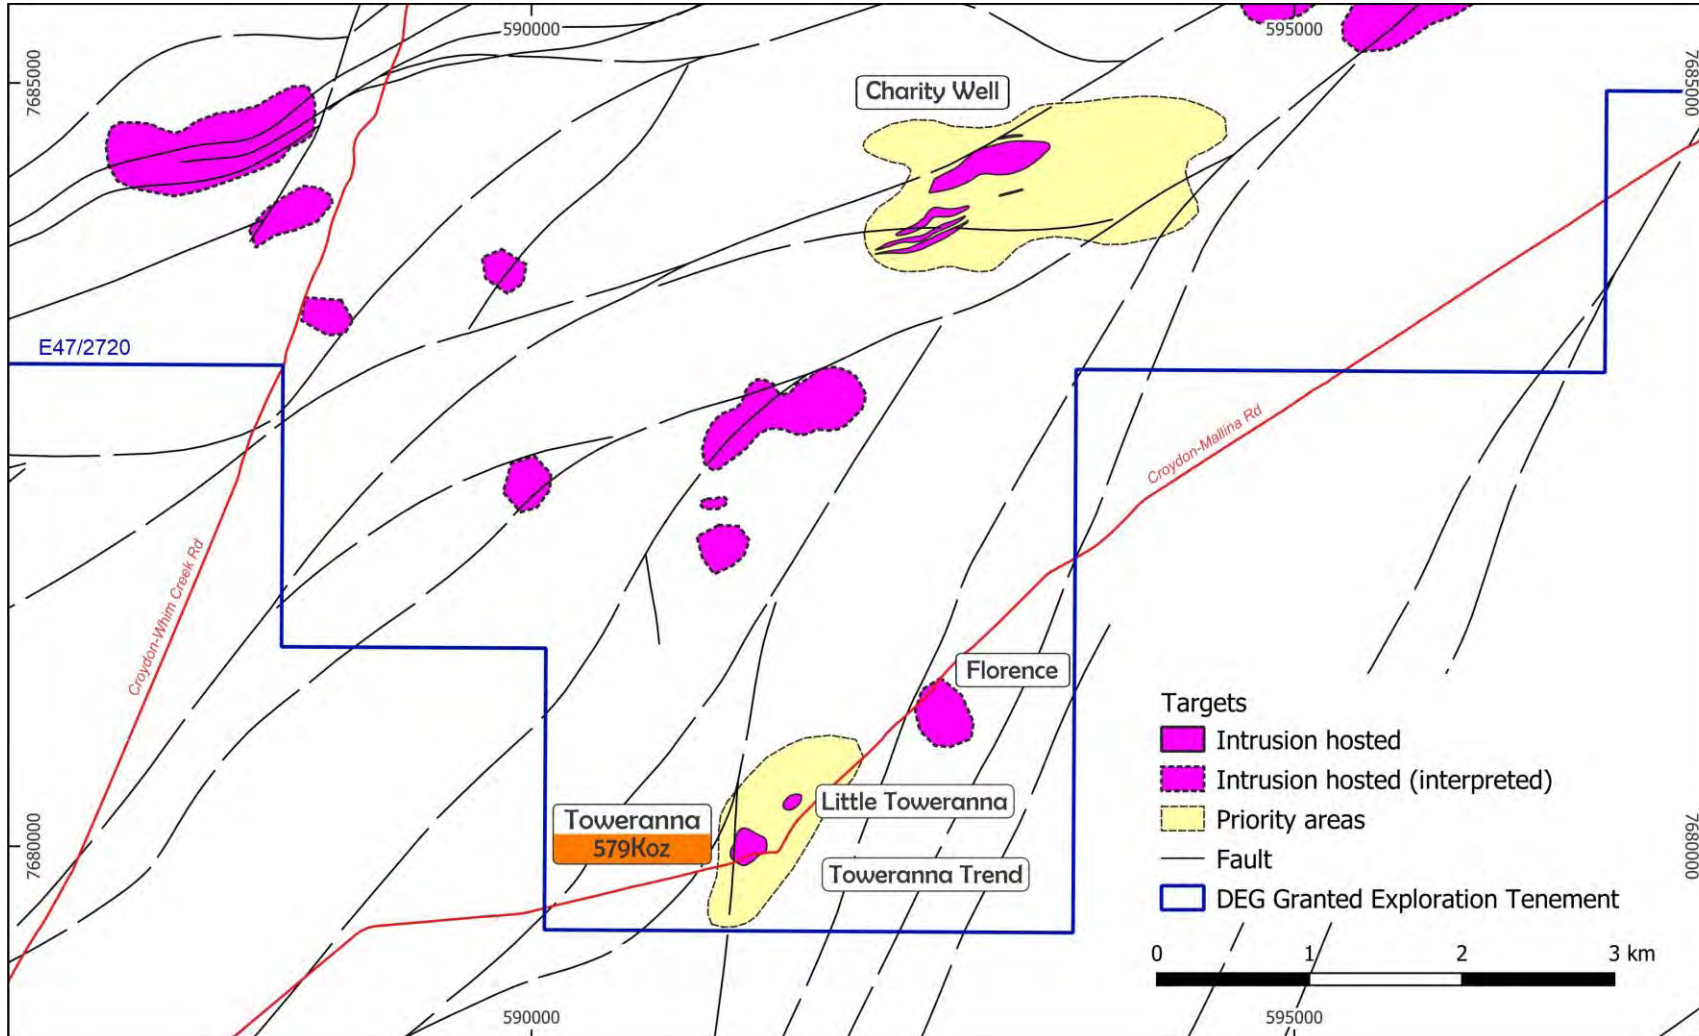 590000
595000
7685000
7685000
Charity Well
E47/2720
Croydon-Mallina Rd
Croydon-Whim Creek Rd
Florence
Targets
Intrusion hosted
Intrusion hosted (interpreted)
Priority areas
Fault
DEG Granted Exploration Tenement
Little Toweranna
Toweranna
579Koz
Toweranna Trend
7680000
7680000
0 1 2 3 km
590000
595000